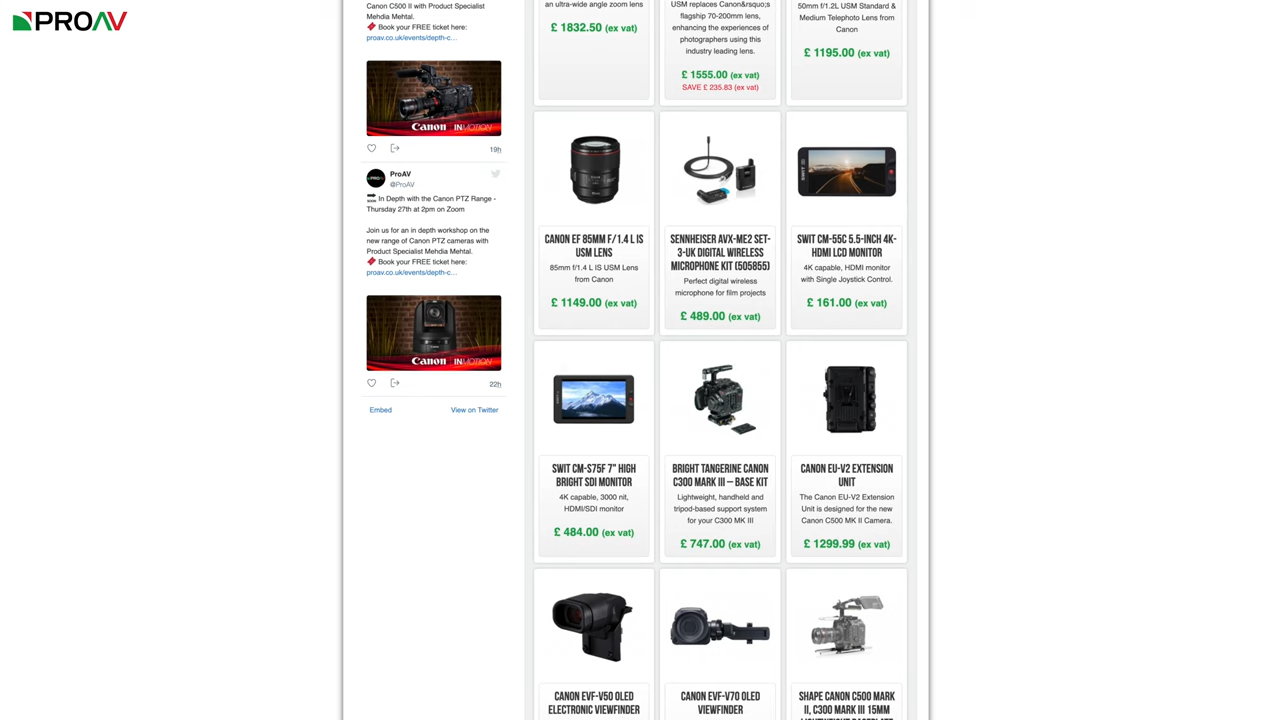 PROAV
Canon C500 II with Product Specialist
Mehdia Mehtal.
Book your FREE ticket here:
proav.co.uk/events/depth-c…
Canon INMOTION
19h
ProAV
@ProAV
SOON In Depth with the Canon PTZ Range -
Thursday 27th at 2pm on Zoom
Join us for an in depth workshop on the
new range of Canon PTZ cameras with
Product Specialist Mehdia Mehtal.
Book your FREE ticket here:
proav.co.uk/events/depth-c…
Canon INMOTION
22h
Embed
View on Twitter
an ultra-wide angle zoom lens
£ 1832.50 (ex vat)
USM replaces Canon&rsquo;s
flagship 70-200mm lens,
enhancing the experiences of
photographers using this
industry leading lens.
£ 1555.00 (ex vat)
SAVE £ 235.83 (ex vat)
50mm f/1.2L USM Standard &
Medium Telephoto Lens from
Canon
£ 1195.00 (ex vat)
CANON EF 85MM F/1.4 L IS
USM LENS
85mm f/1.4 L IS USM Lens
from Canon
£ 1149.00 (ex vat)
SENNHEISER AVX-ME2 SET-
3-UK DIGITAL WIRELESS
MICROPHONE KIT (505855)
Perfect digital wireless
microphone for film projects
£ 489.00 (ex vat)
SWIT CM-55C 5.5-INCH 4K-
HDMI LCD MONITOR
4K capable, HDMI monitor
with Single Joystick Control.
£ 161.00 (ex vat)
SWIT CM-S75F 7" HIGH
BRIGHT SDI MONITOR
4K capable, 3000 nit,
HDMI/SDI monitor
£ 484.00 (ex vat)
BRIGHT TANGERINE CANON
C300 MARK III – BASE KIT
Lightweight, handheld and
tripod-based support system
for your C300 MK III
£ 747.00 (ex vat)
CANON EU-V2 EXTENSION
UNIT
The Canon EU-V2 Extension
Unit is designed for the new
Canon C500 MK II Camera.
£ 1299.99 (ex vat)
CANON EVF-V50 OLED
ELECTRONIC VIEWFINDER
CANON EVF-V70 OLED
VIEWFINDER
SHAPE CANON C500 MARK
II, C300 MARK III 15MM
LIGHTWEIGHT BASEPLATE